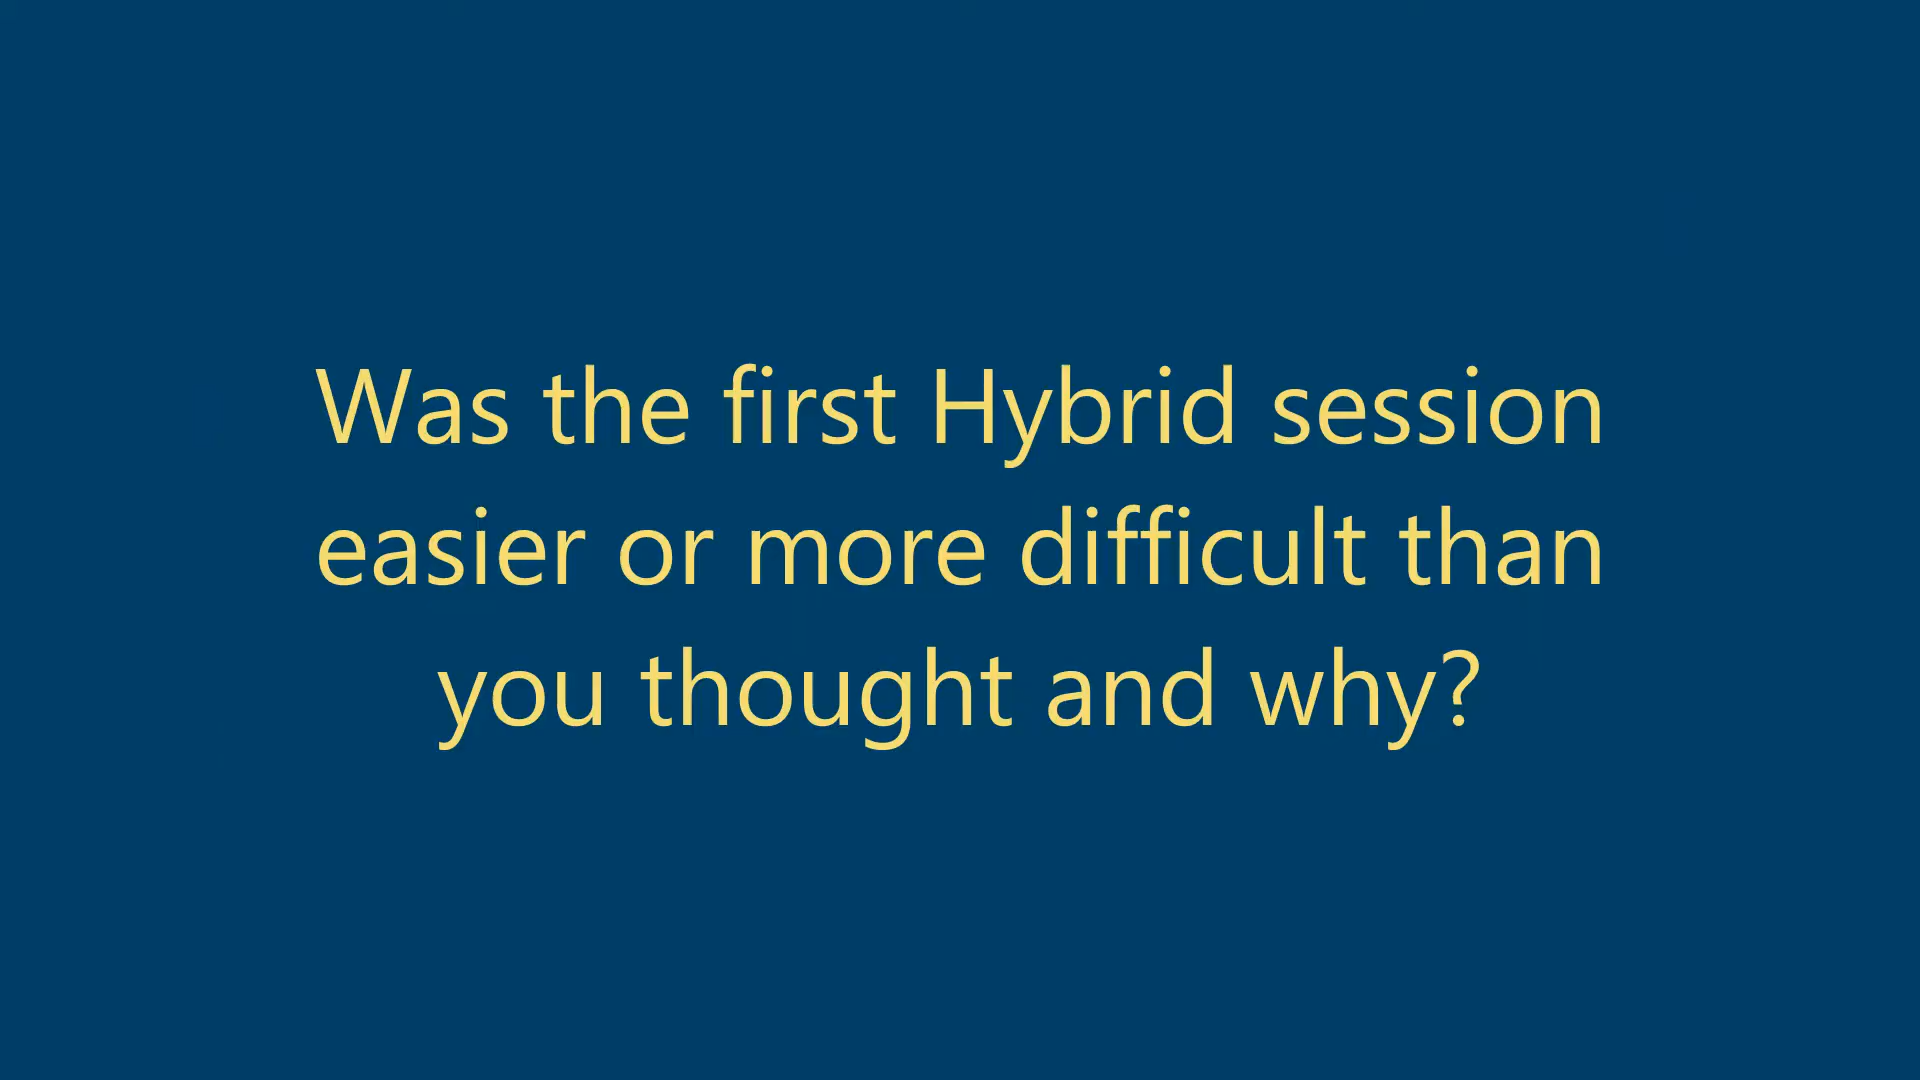 Was the first Hybrid session
easier or more difficult than
you thought and why?